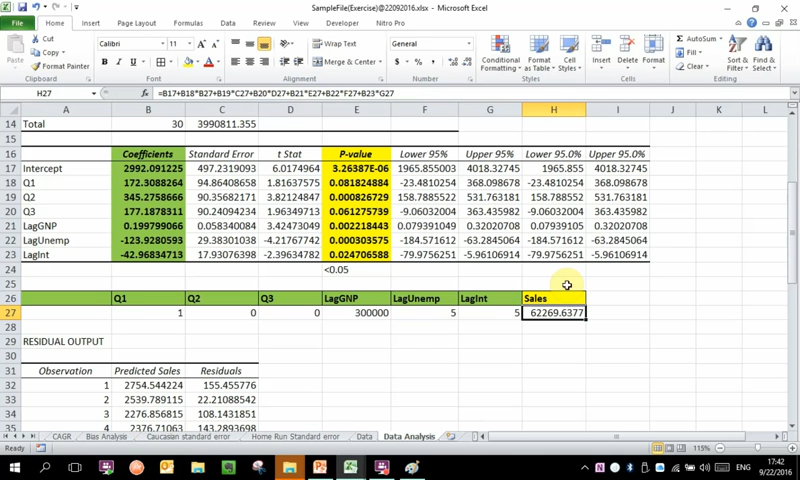 SampleFile(Exercise)@22092016.xlsx - Microsoft Excel
File Home Insert Page Layout Formulas Data Review View Developer Nitro Pro
Cut
Copy
Format Painter
Paste
Clipboard
Calibri 11
B I U
Font
Wrap Text
Merge & Center
Alignment
General
Number
Conditional Formatting
Format as Table
Cell Styles
Styles
Insert Delete Format
Cells
AutoSum
Fill
Clear
Sort & Filter
Find & Select
Editing
H27 =B17+B18*B27+B19*C27+B20*D27+B21*E27+B22*F27+B23*G27
A B C D E F G H I J K L
14 Total 30 3990811.355
15
16 Coefficients Standard Error t Stat P-value Lower 95% Upper 95% Lower 95.0% Upper 95.0%
17 Intercept 2992.091225 497.2319093 6.0174964 3.26387E-06 1965.855003 4018.32745 1965.855 4018.32745
18 Q1 172.3088264 94.86408658 1.81637575 0.081824884 -23.4810429 368.098678 -23.4810429 368.098678
19 Q2 345.2758666 90.35682171 3.82124847 0.000826729 158.7885522 531.763181 158.788552 531.763181
20 Q3 177.1878311 90.24094234 1.96349713 0.061275739 -9.06032004 363.435982 -9.0603200 363.435982
21 LagGNP 0.199799066 0.058340084 3.42473049 0.002218443 0.079391049 0.32020708 0.07939105 0.32020708
22 LagUnemp -123.9280593 29.38301038 -4.21767742 0.000303575 -184.571612 -63.2845064 -184.571612 -63.2845064
23 LagInt -42.96834713 17.93076398 -2.39634782 0.024706588 -79.9756251 -5.96106914 -79.9756251 -5.96106914
24 <0.05
25
26 Q1 Q2 Q3 LagGNP LagUnemp LagInt Sales
27 1 0 0 300000 5 5 62269.6377
28
29 RESIDUAL OUTPUT
30
31 Observation Predicted Sales Residuals
32 1 2754.544224 155.455776
33 2 2539.789115 22.21088542
34 3 2276.856815 108.1431851
35 4 2376.71063 143.2893698
CAGR Bias Analysis Caucasian standard error Home Run Standard error Data Data Analysis
Ready 115%
ENG 17:42
9/22/2016